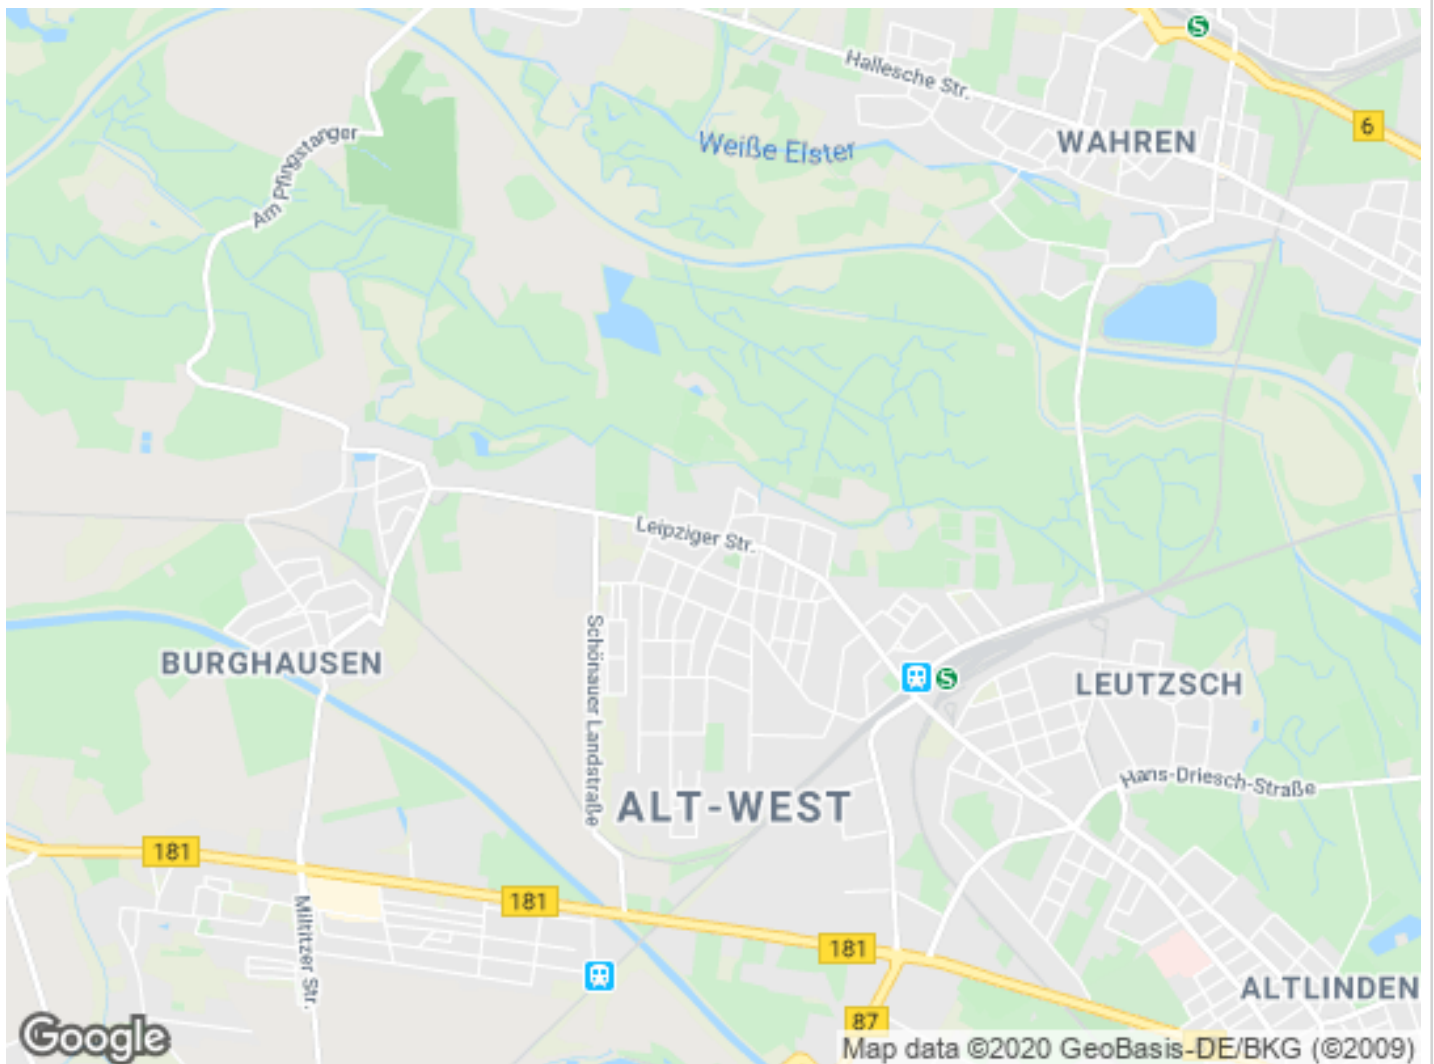 S
Hallesche Str.
6
Weiße Elster
WAHREN
Am Pfingstanger
Leipziger Str.
Schönauer Landstraße
BURGHAUSEN
S
LEUTZSCH
Hans-Driesch-Straße
ALT-WEST
181
181
Miltitzer Str.
181
ALTLINDEN
87
Google
Map data ©2020 GeoBasis-DE/BKG (©2009)